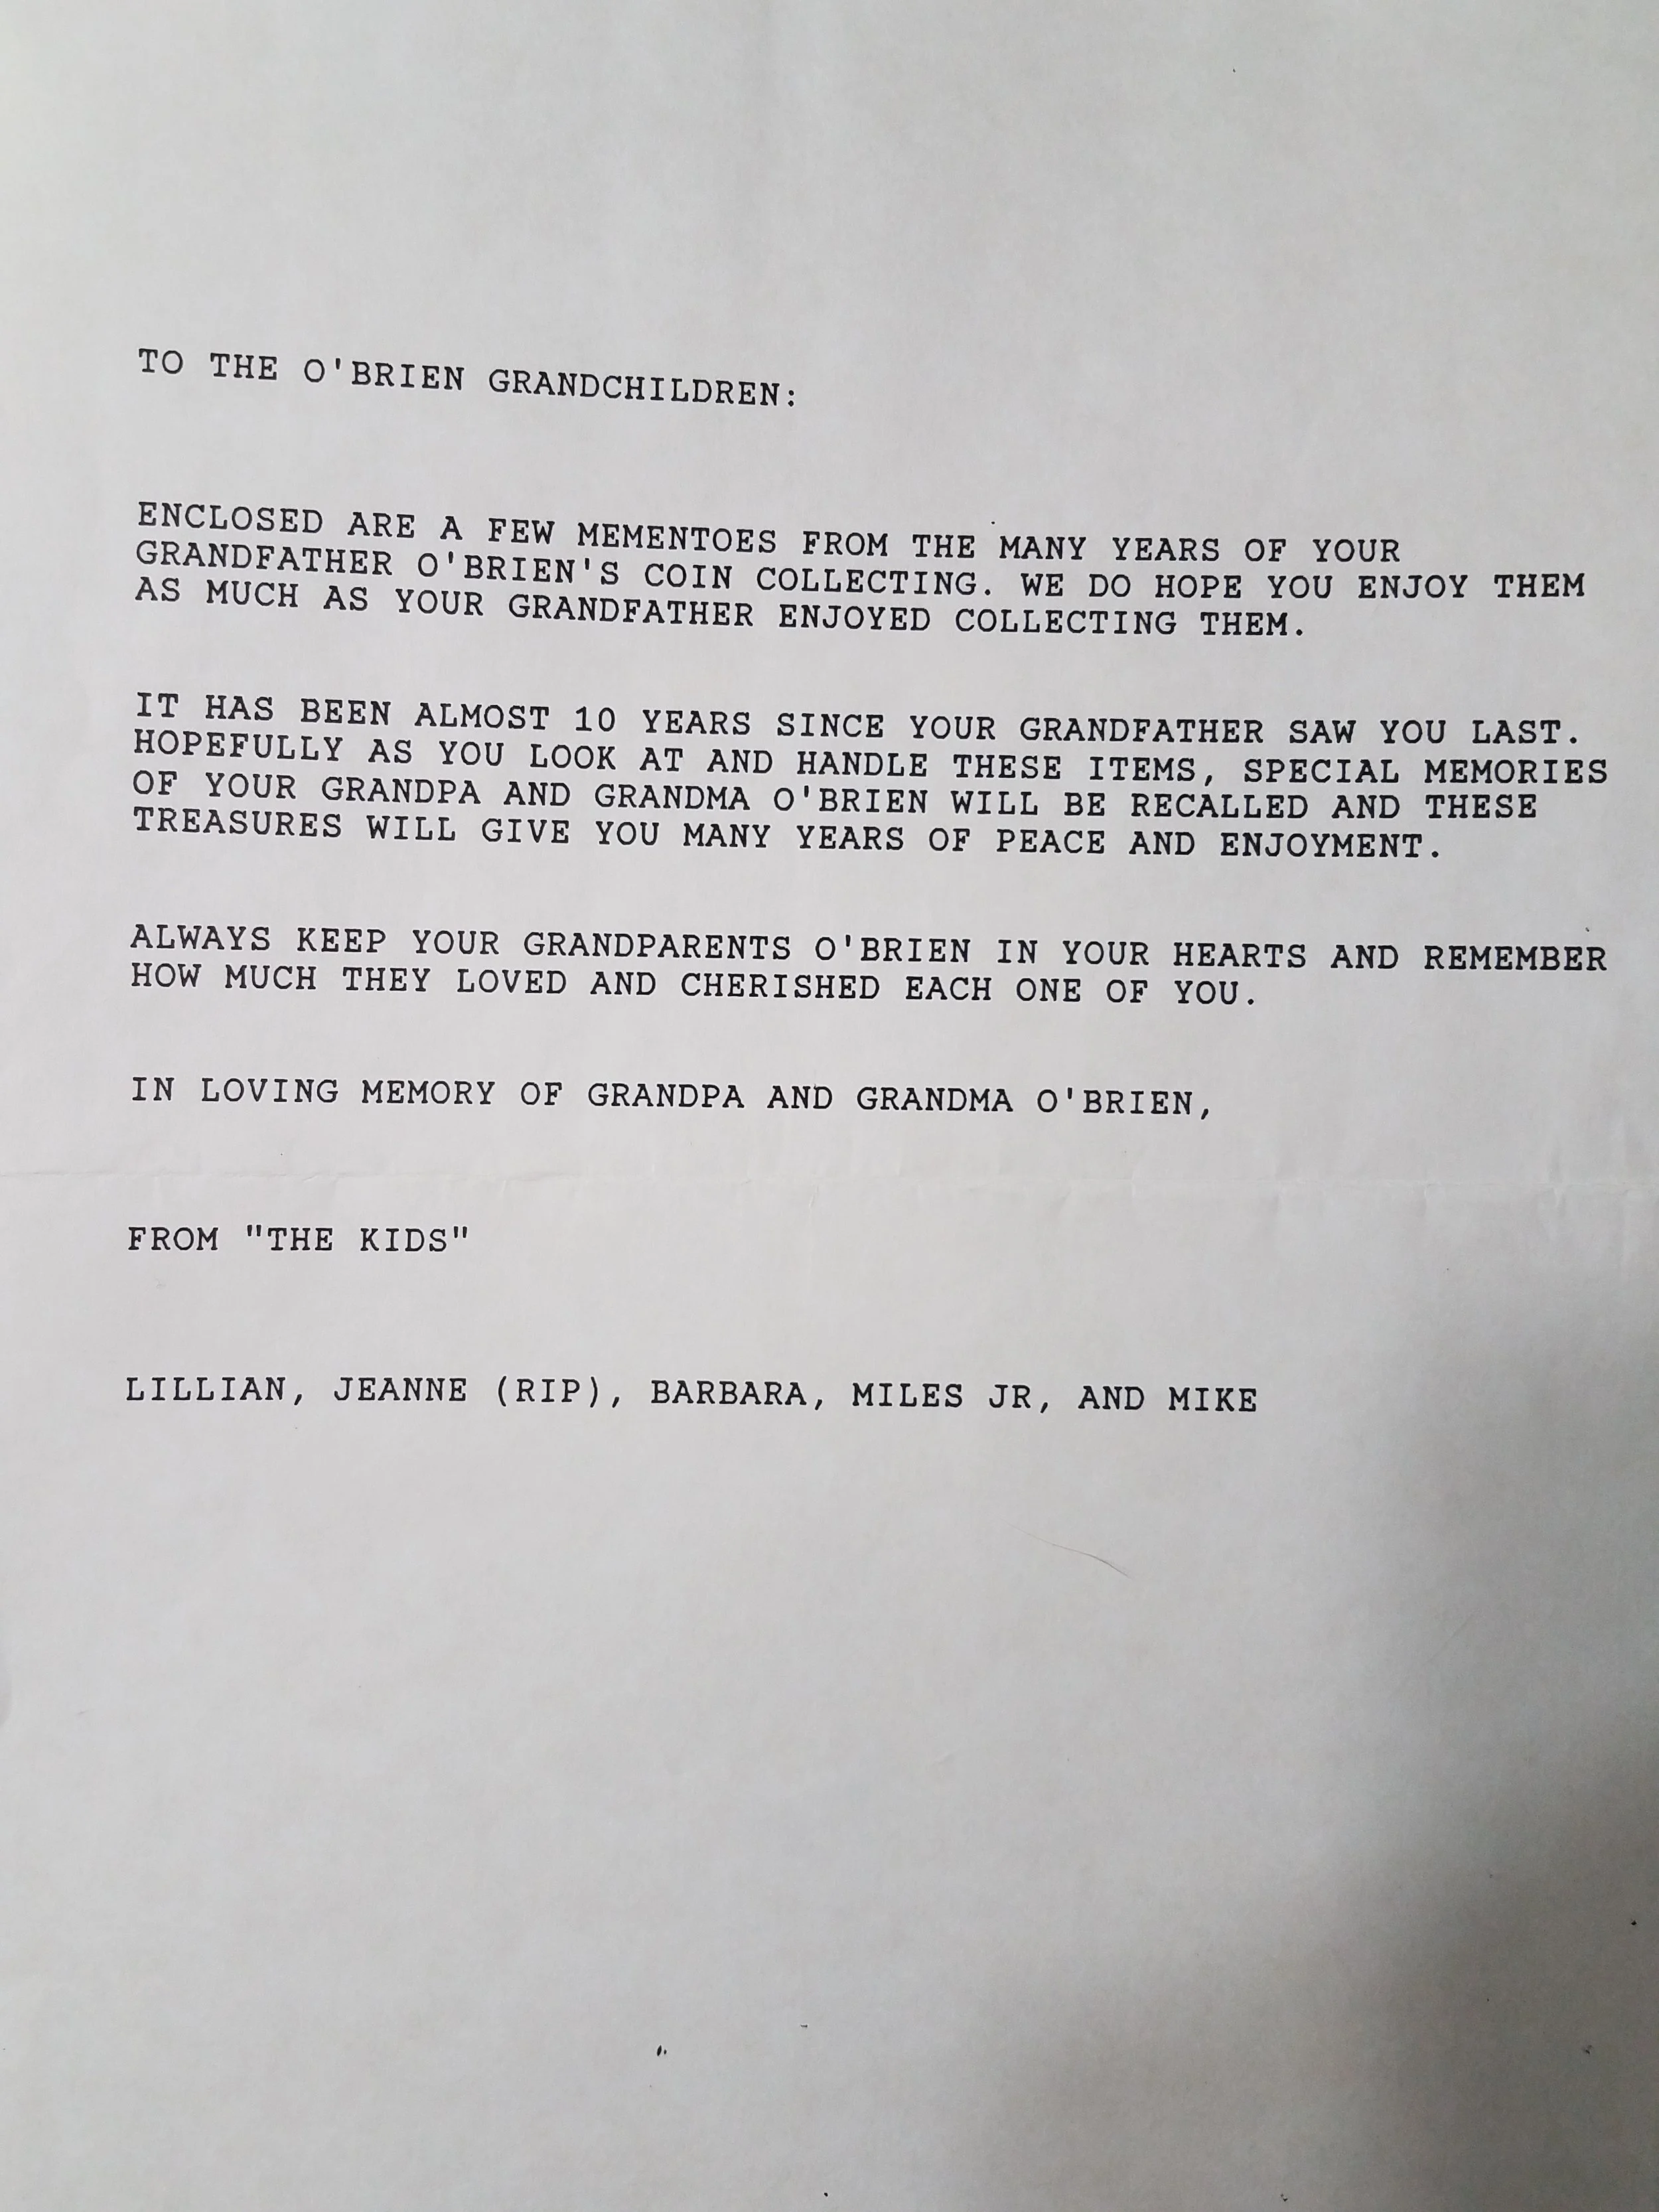 TO THE O'BRIEN GRANDCHILDREN:
ENCLOSED ARE A FEW MEMENTOES FROM THE MANY YEARS OF YOUR
GRANDFATHER O'BRIEN'S COIN COLLECTING. WE DO HOPE YOU ENJOY THEM
AS MUCH AS YOUR GRANDFATHER ENJOYED COLLECTING THEM.
IT HAS BEEN ALMOST 10 YEARS SINCE YOUR GRANDFATHER SAW YOU LAST.
HOPEFULLY AS YOU LOOK AT AND HANDLE THESE ITEMS, SPECIAL MEMORIES
OF YOUR GRANDPA AND GRANDMA O'BRIEN WILL BE RECALLED AND THESE
TREASURES WILL GIVE YOU MANY YEARS OF PEACE AND ENJOYMENT.
ALWAYS KEEP YOUR GRANDPARENTS O'BRIEN IN YOUR HEARTS AND REMEMBER
HOW MUCH THEY LOVED AND CHERISHED EACH ONE OF YOU.
IN LOVING MEMORY OF GRANDPA AND GRANDMA O'BRIEN,
FROM "THE KIDS"
LILLIAN, JEANNE (RIP), BARBARA, MILES JR, AND MIKE